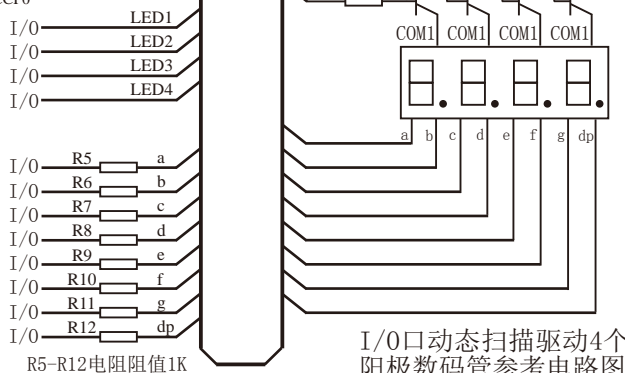 I/O LED1
I/O LED2
I/O LED3
I/O LED4
COM1 COM1 COM1 COM1
a b c d e f g dp
I/O R5 a
I/O R6 b
I/O R7 c
I/O R8 d
I/O R9 e
I/O R10 f
I/O R11 g
I/O R12 dp
R5-R12电阻阻值1K
I/O口动态扫描驱动4个
阳极数码管参考电路图